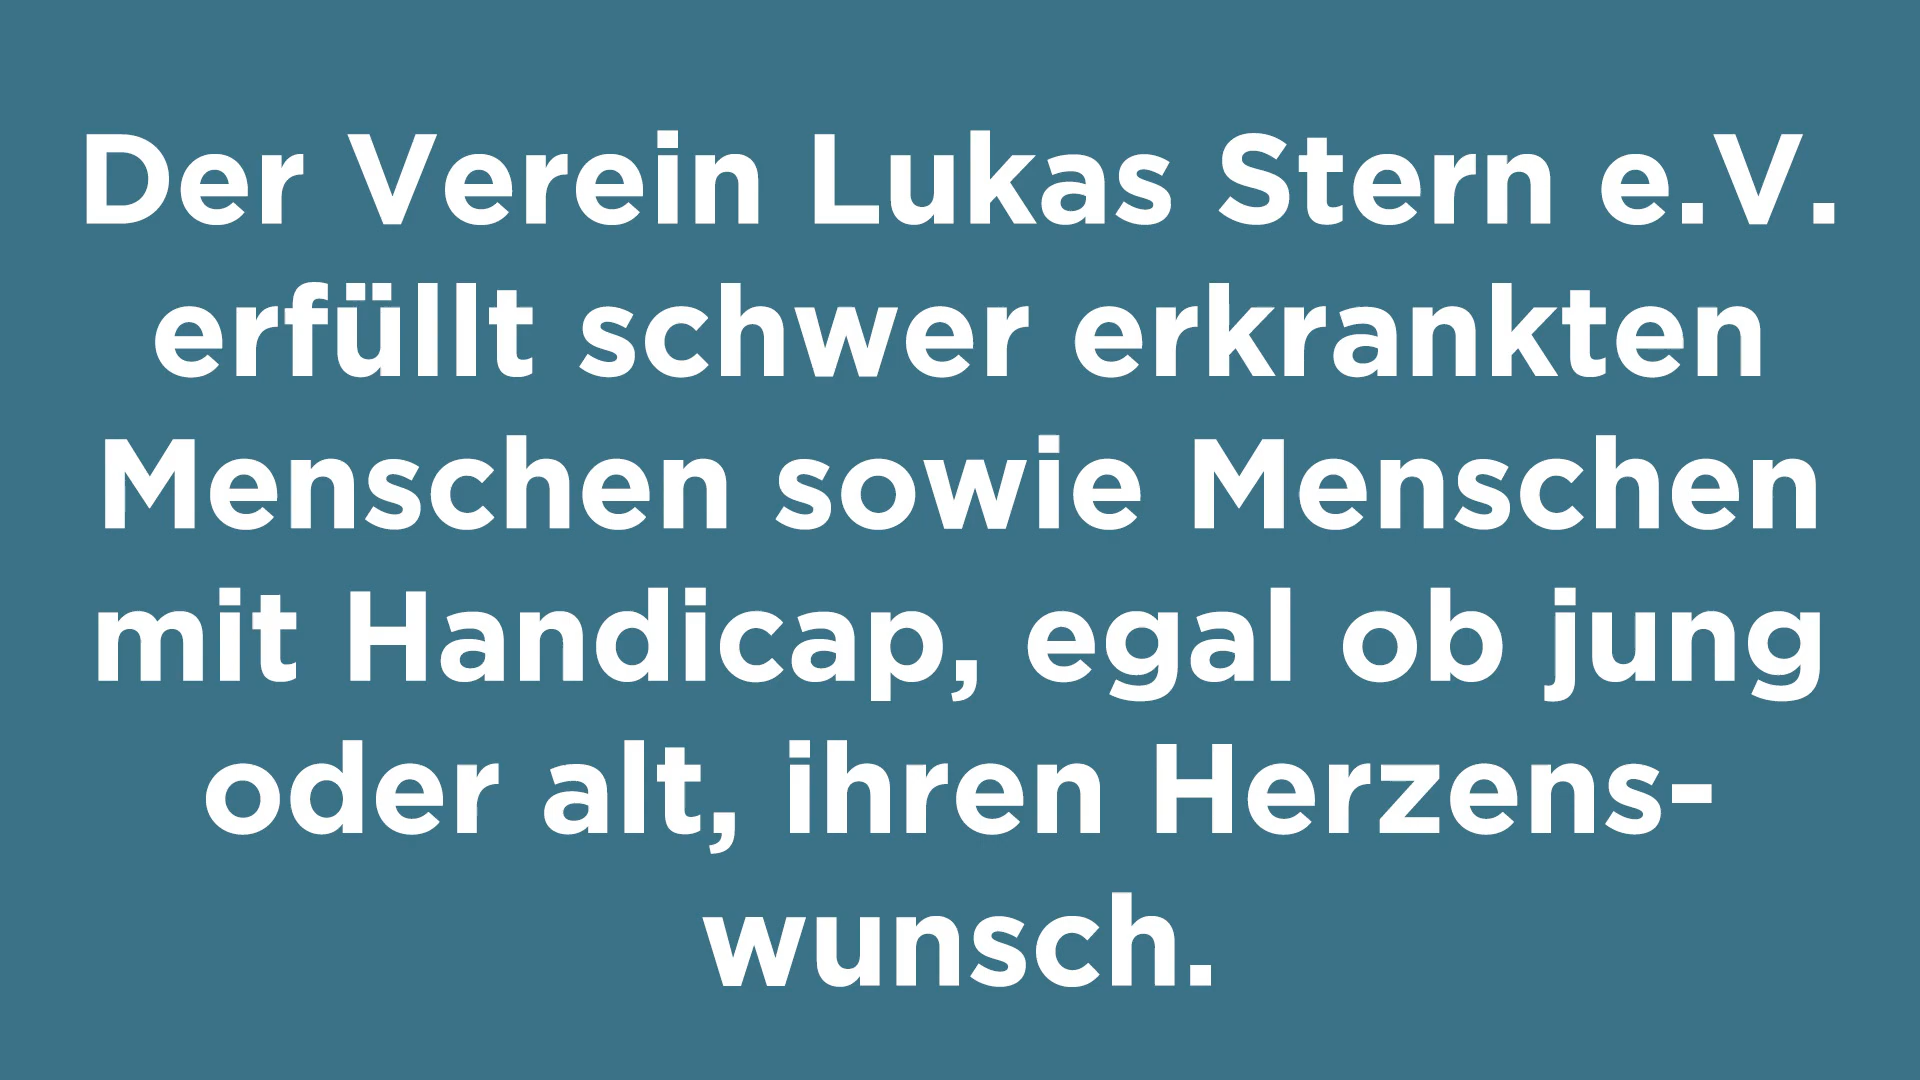 Der Verein Lukas Stern e.V.
erfüllt schwer erkrankten
Menschen sowie Menschen
mit Handicap, egal ob jung
oder alt, ihren Herzens-
wunsch.